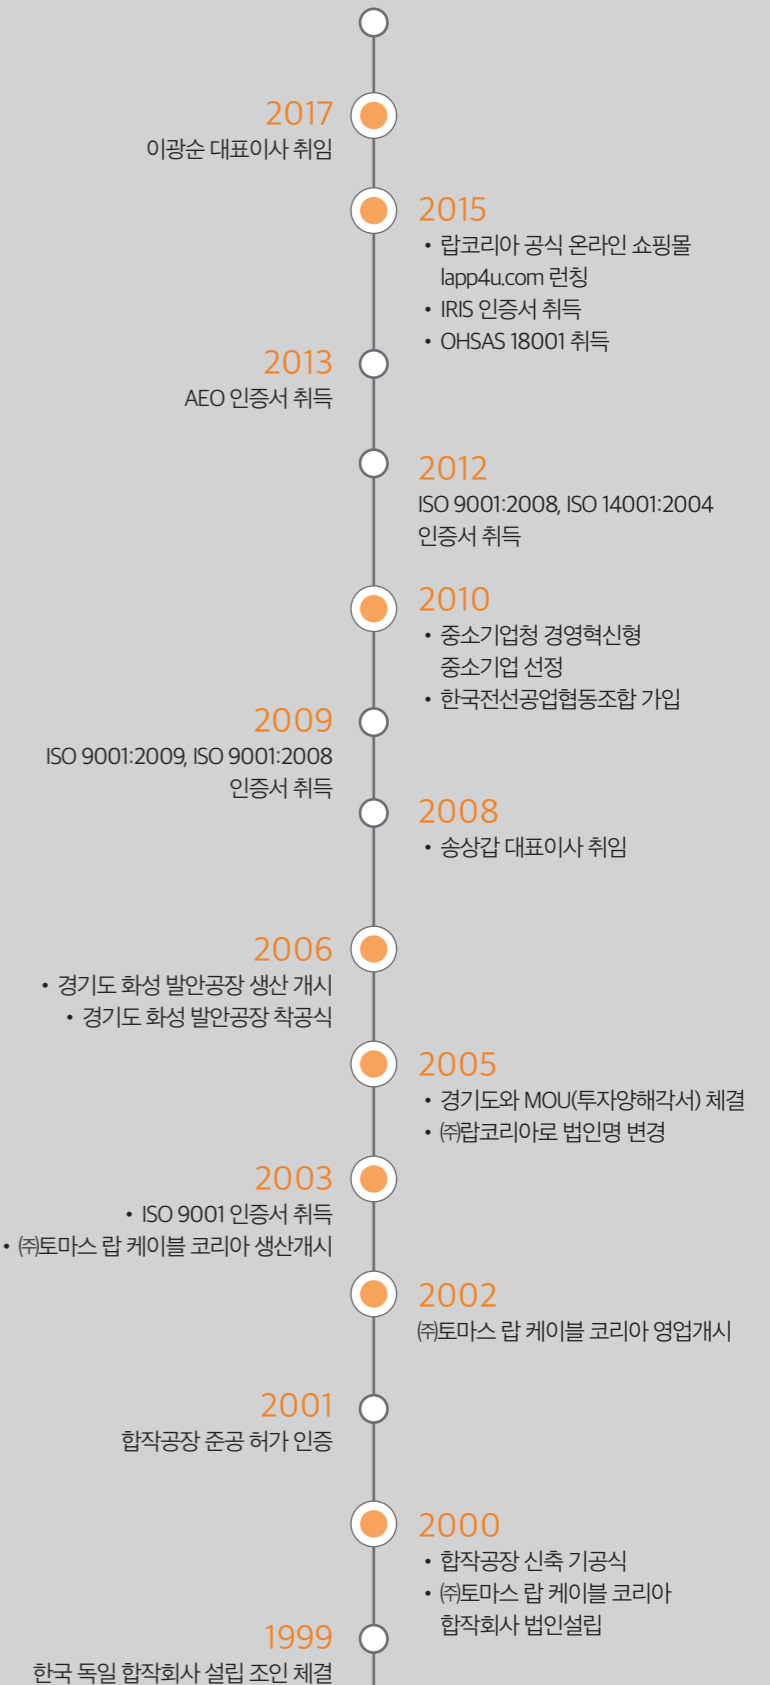 2017
이광순 대표이사 취임
2015
• 랍코리아 공식 온라인 쇼핑몰
lapp4u.com 런칭
• IRIS 인증서 취득
• OHSAS 18001 취득
2013
AEO 인증서 취득
2012
ISO 9001:2008, ISO 14001:2004
인증서 취득
2010
• 중소기업청 경영혁신형
중소기업 선정
• 한국전선공업협동조합 가입
2009
ISO 9001:2009, ISO 9001:2008
인증서 취득
2008
• 송상갑 대표이사 취임
2006
• 경기도 화성 발안공장 생산 개시
• 경기도 화성 발안공장 착공식
2005
• 경기도와 MOU(투자양해각서) 체결
• ㈜랍코리아로 법인명 변경
2003
• ISO 9001 인증서 취득
• ㈜토마스 랍 케이블 코리아 생산개시
2002
㈜토마스 랍 케이블 코리아 영업개시
2001
합작공장 준공 허가 인증
2000
• 합작공장 신축 기공식
• ㈜토마스 랍 케이블 코리아
합작회사 법인설립
1999
한국 독일 합작회사 설립 조인 체결